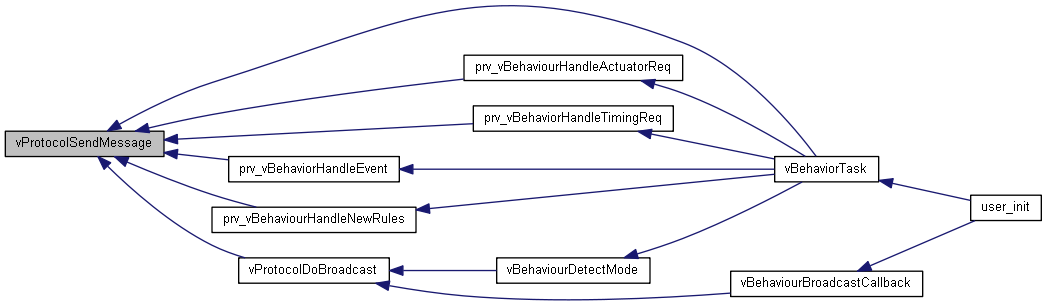 prv_vBehaviourHandleActuatorReq
prv_vBehaviorHandleTimingReq
vProtocolSendMessage
prv_vBehaviorHandleEvent
vBehaviorTask
user_init
prv_vBehaviourHandleNewRules
vProtocolDoBroadcast
vBehaviourDetectMode
vBehaviourBroadcastCallback